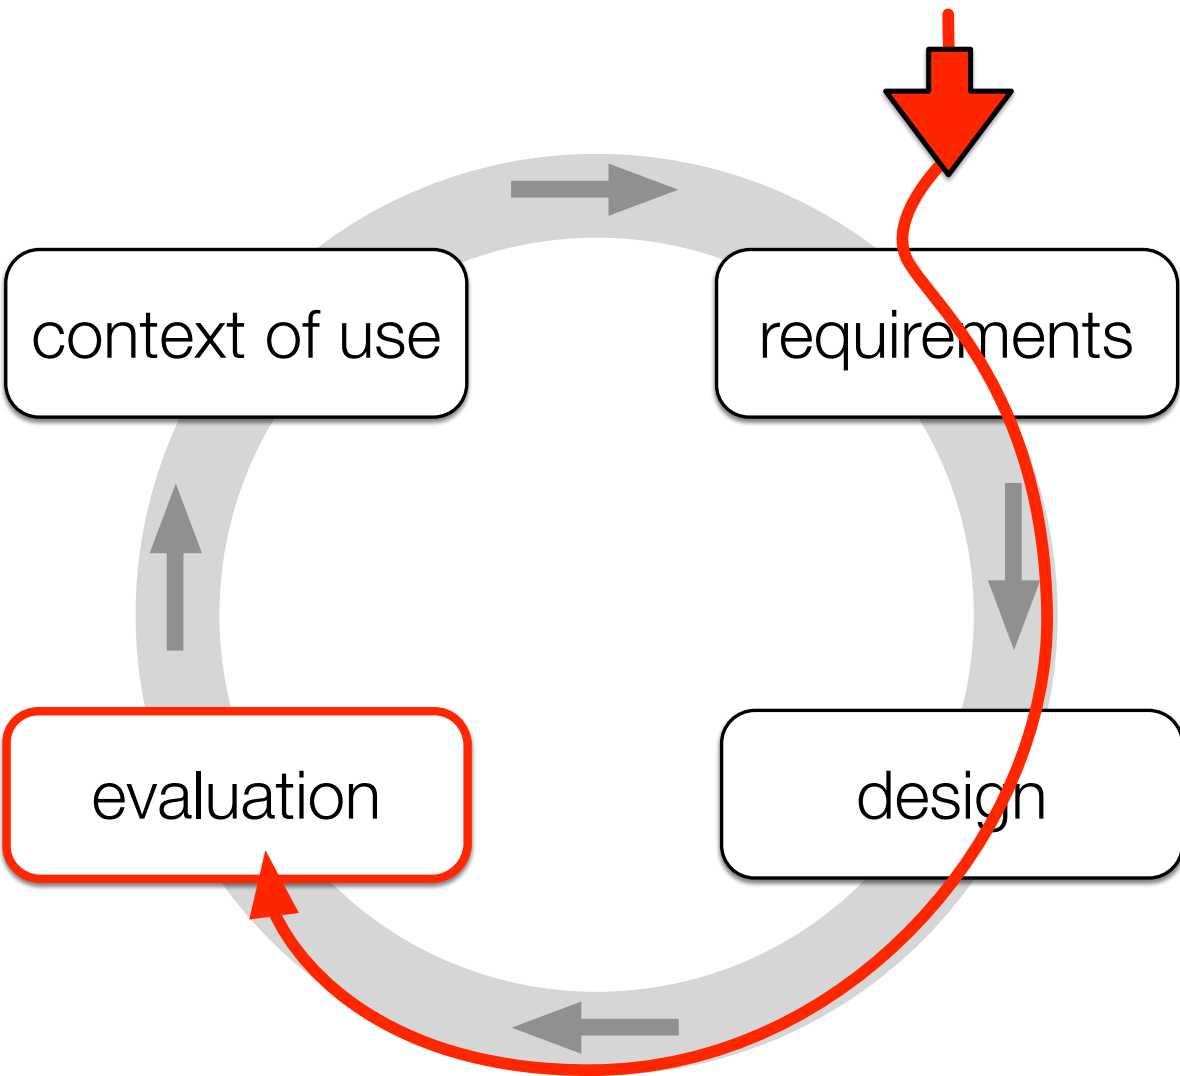 context of use
requirements
evaluation
design